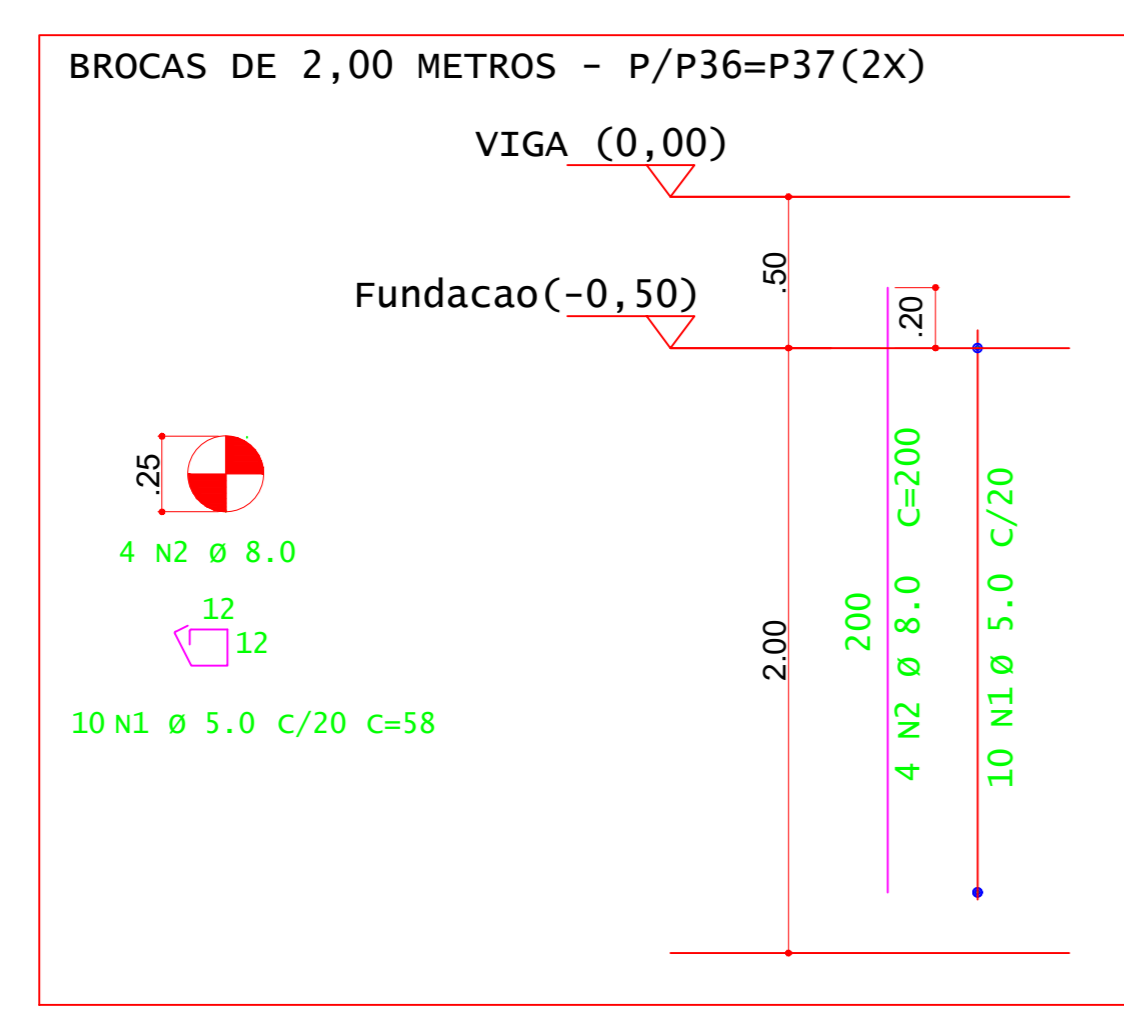 BROCAS DE 2,00 METROS - P/P36=P37(2X)
VIGA (0,00)
.50
Fundacao(-0,50)
.20
.25
4 N2 Ø 8.0
12
12
10 N1 Ø 5.0 C/20 C=58
2.00
200
4 N2 Ø 8.0 C=200
10 N1 Ø 5.0 C/20